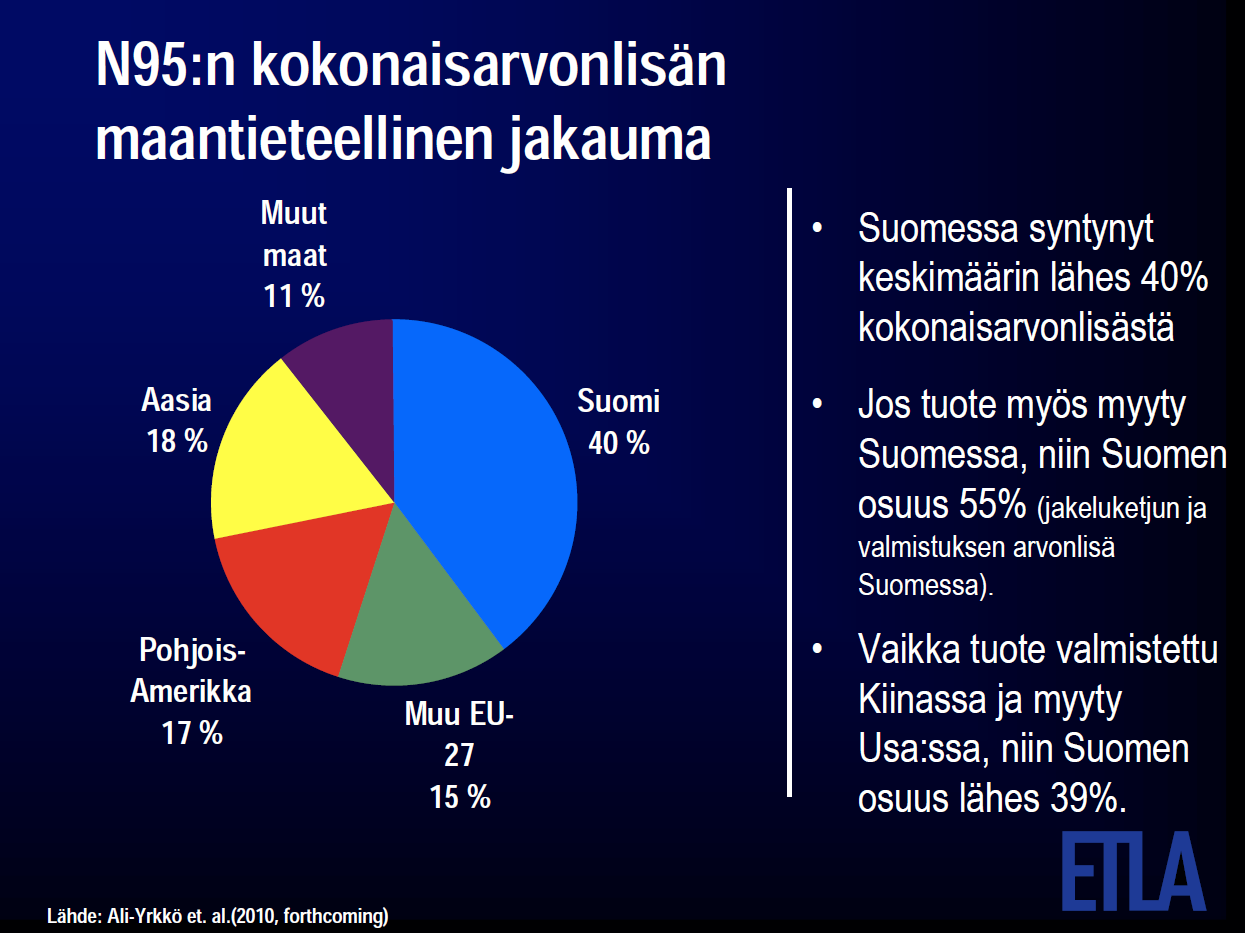 N95:n kokonaisarvonlisän
maantieteellinen jakauma
Muut
maat
11 %
Aasia
18 %
Suomi
40 %
Pohjois-
Amerikka
17 %
Muu EU-
27
15 %
• Suomessa syntynyt
keskimäärin lähes 40%
kokonaisarvonlisästä
• Jos tuote myös myyty
Suomessa, niin Suomen
osuus 55% (jakeluketjun ja
valmistuksen arvonlisä
Suomessa).
• Vaikka tuote valmistettu
Kiinassa ja myyty
Usa:ssa, niin Suomen
osuus lähes 39%.
ETLA
Lähde: Ali-Yrkkö et. al.(2010, forthcoming)